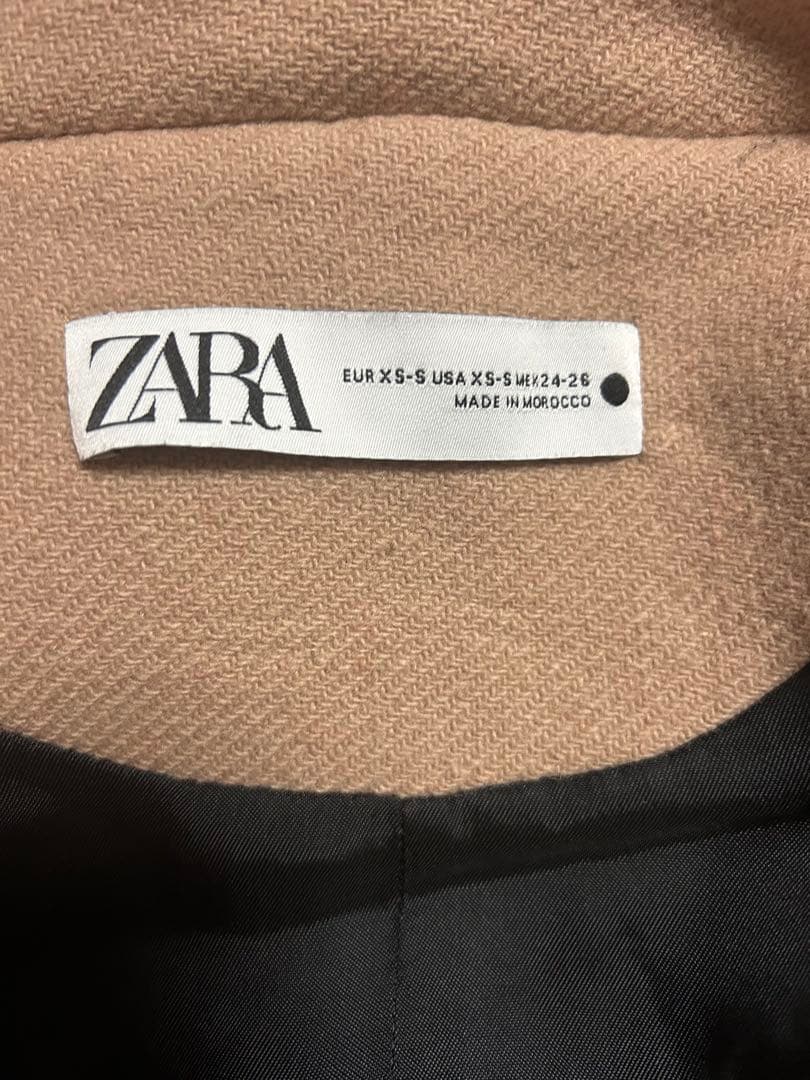 ZARA
EUR XS-S USA XS-S MEX 24-26
MADE IN MOROCCO